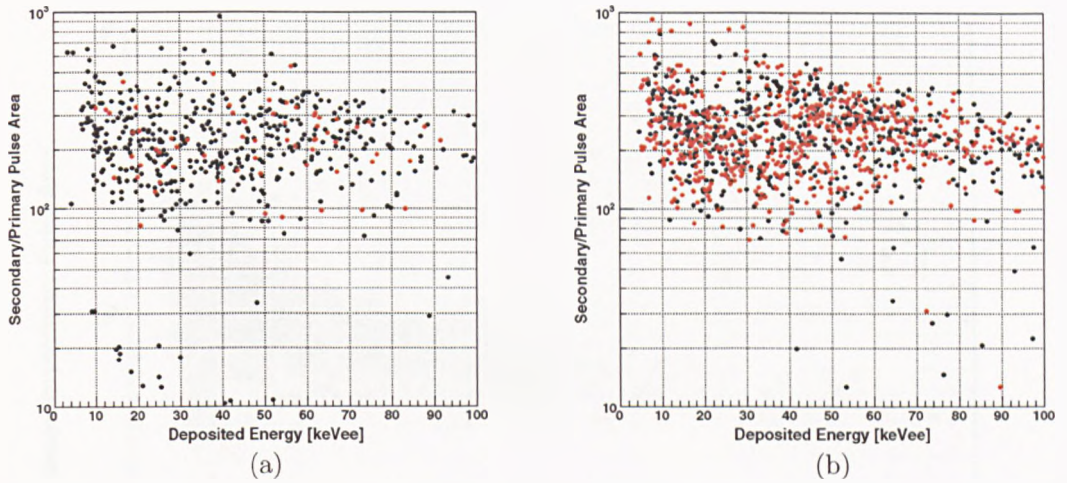 10³
10²
10
Secondary/Primary Pulse Area
0 10 20 30 40 50 60 70 80 90 100
Deposited Energy [keVee]
(a)
10³
10²
10
Secondary/Primary Pulse Area
0 10 20 30 40 50 60 70 80 90 100
Deposited Energy [keVee]
(b)